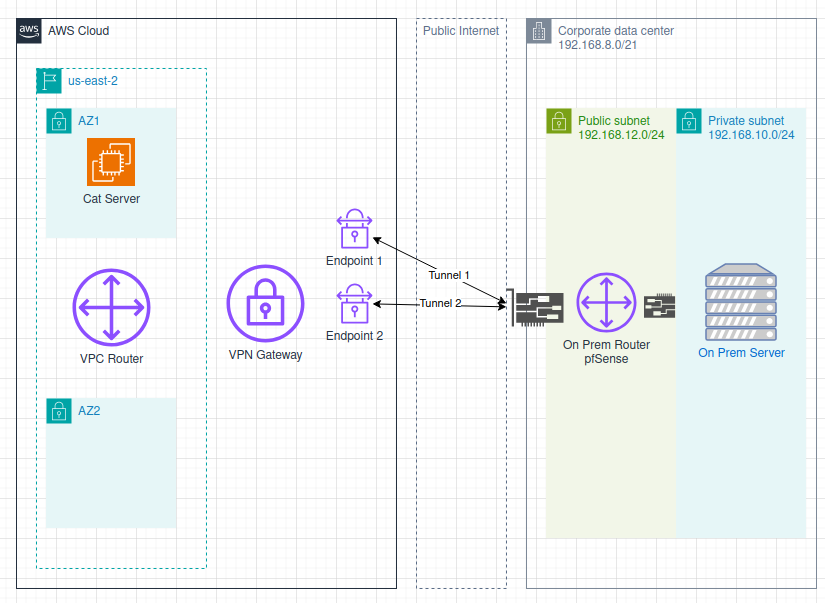 aws
AWS Cloud
us-east-2
AZ1
Cat Server
VPC Router
AZ2
VPN Gateway
Endpoint 1
Endpoint 2
Public Internet
Tunnel 1
Tunnel 2
Corporate data center
192.168.8.0/21
Public subnet
192.168.12.0/24
On Prem Router
pfSense
Private subnet
192.168.10.0/24
On Prem Server